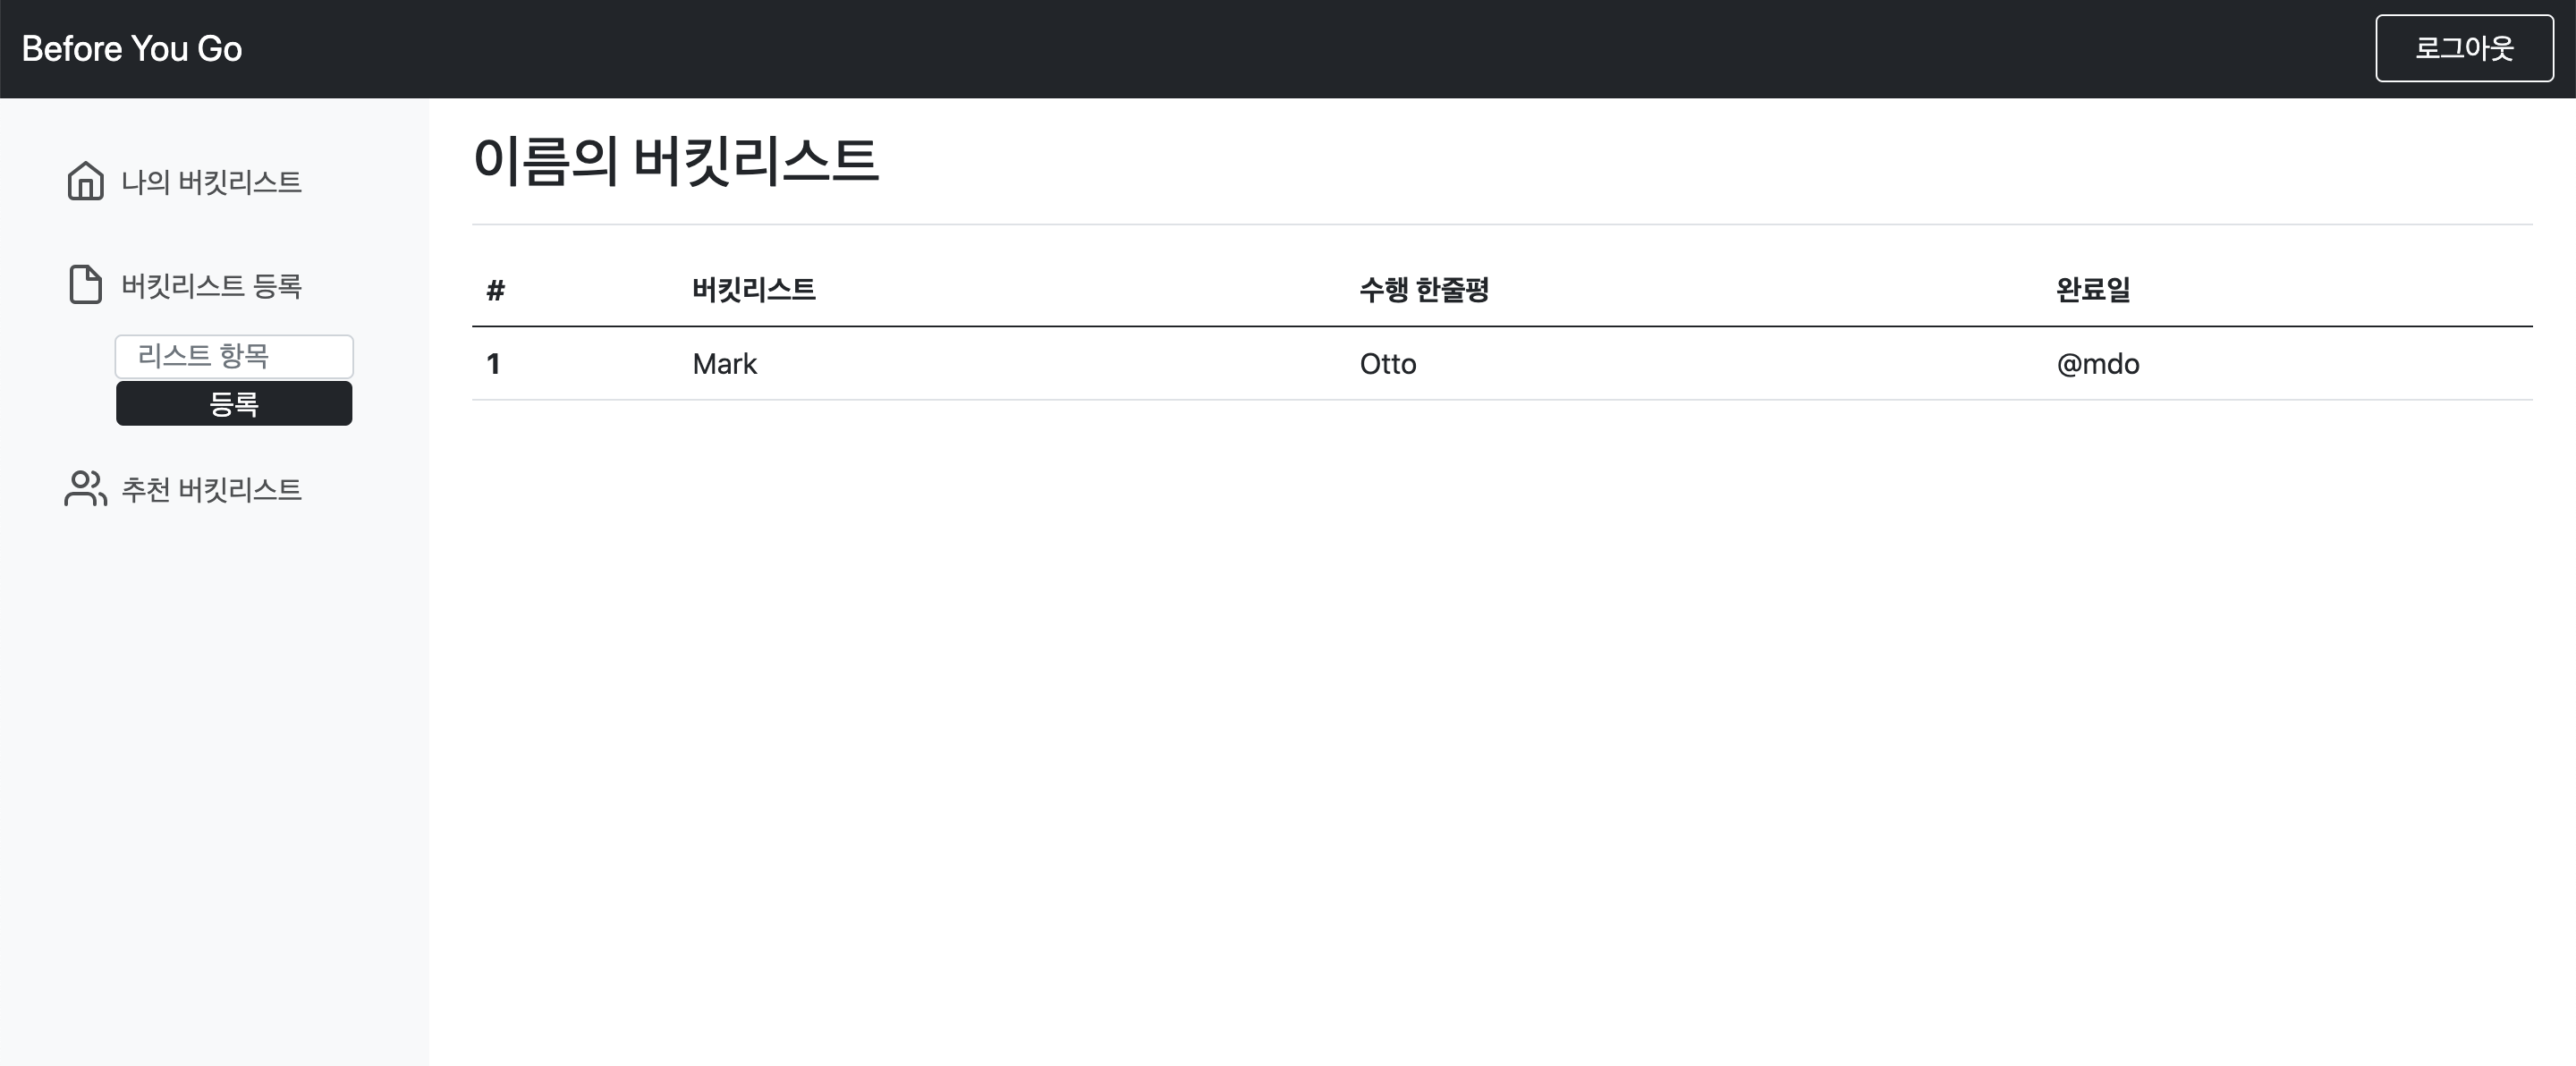 Before You Go
로그아웃
나의 버킷리스트
버킷리스트 등록
리스트 항목
등록
추천 버킷리스트
이름의 버킷리스트
# 버킷리스트 수행 한줄평 완료일
1 Mark Otto @mdo